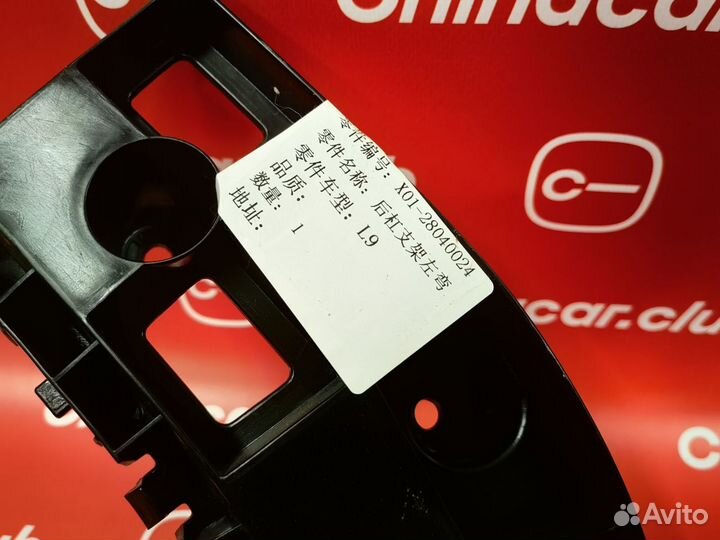 chinacar.club
零件编号: X01-28040024
零件名称: 后杠支架左弯
零件车型: L9
品质:
数量: 1
地址:
C
car.club
Avito